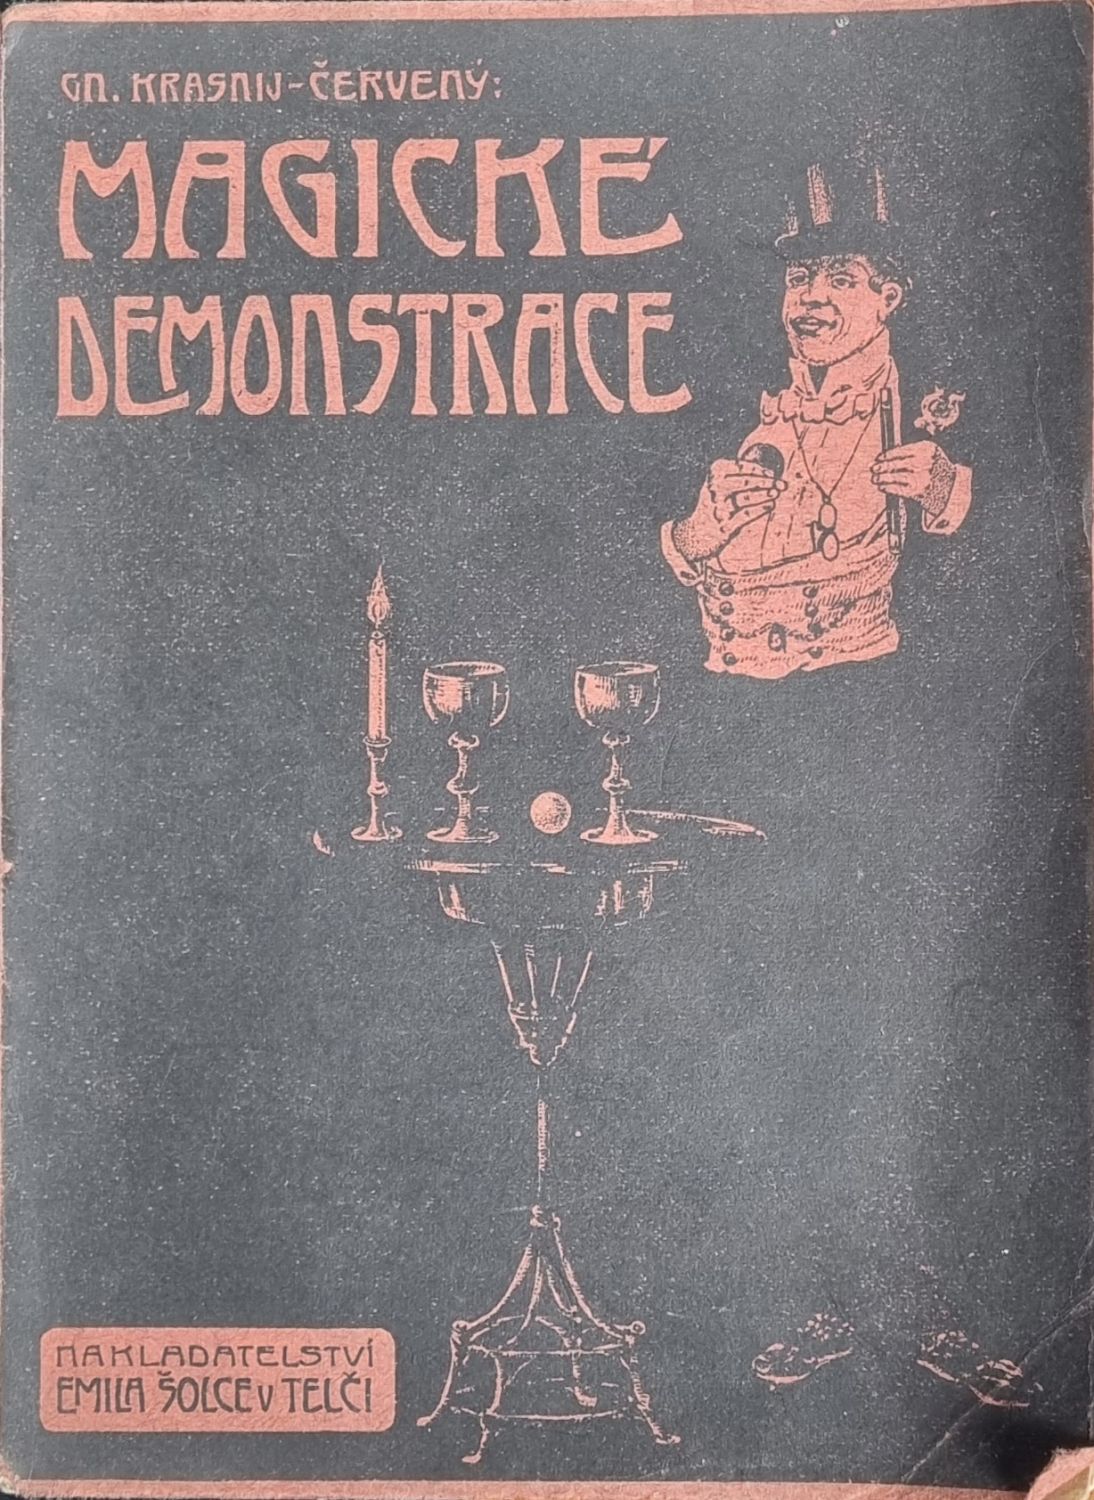 GN. KRASNIJ-ČERVENÝ:
MAGICKÉ
DEMONSTRACE
NAKLADATELSTVÍ
EMILA ŠOLCE V TELČI